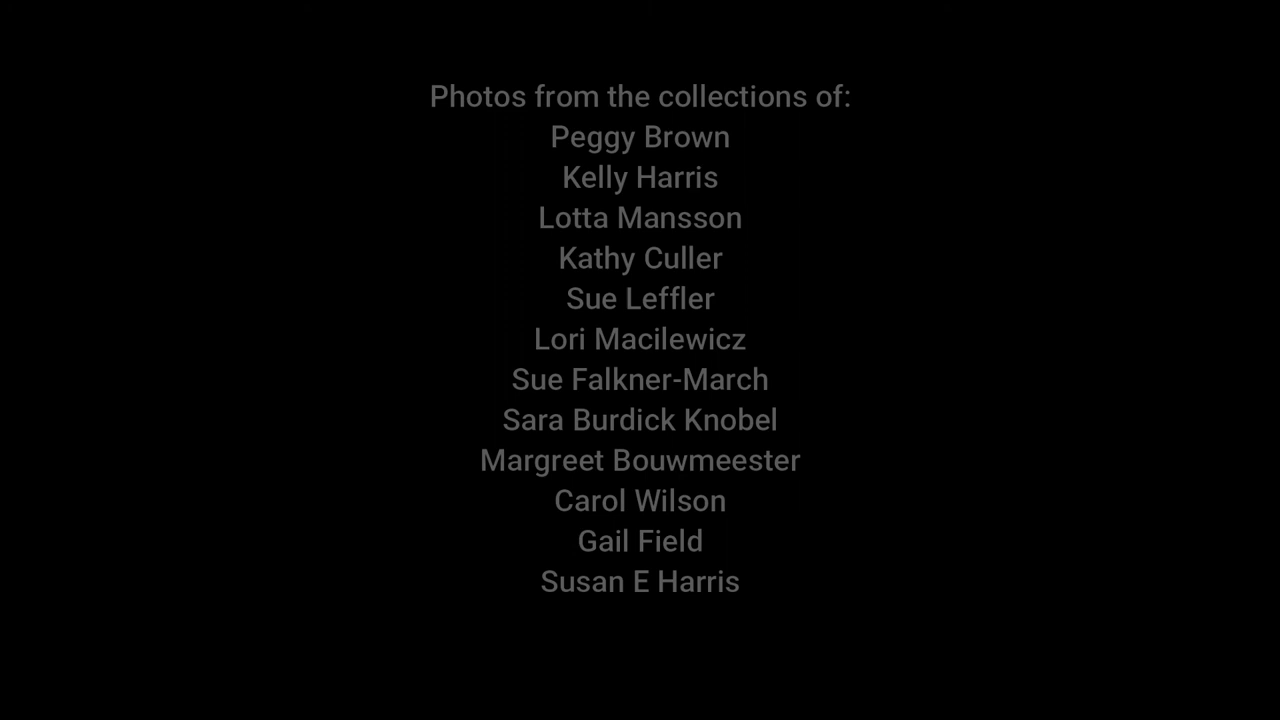 Photos from the collections of:
Peggy Brown
Kelly Harris
Lotta Mansson
Kathy Culler
Sue Leffler
Lori Macilewicz
Sue Falkner-March
Sara Burdick Knobel
Margreet Bouwmeester
Carol Wilson
Gail Field
Susan E Harris